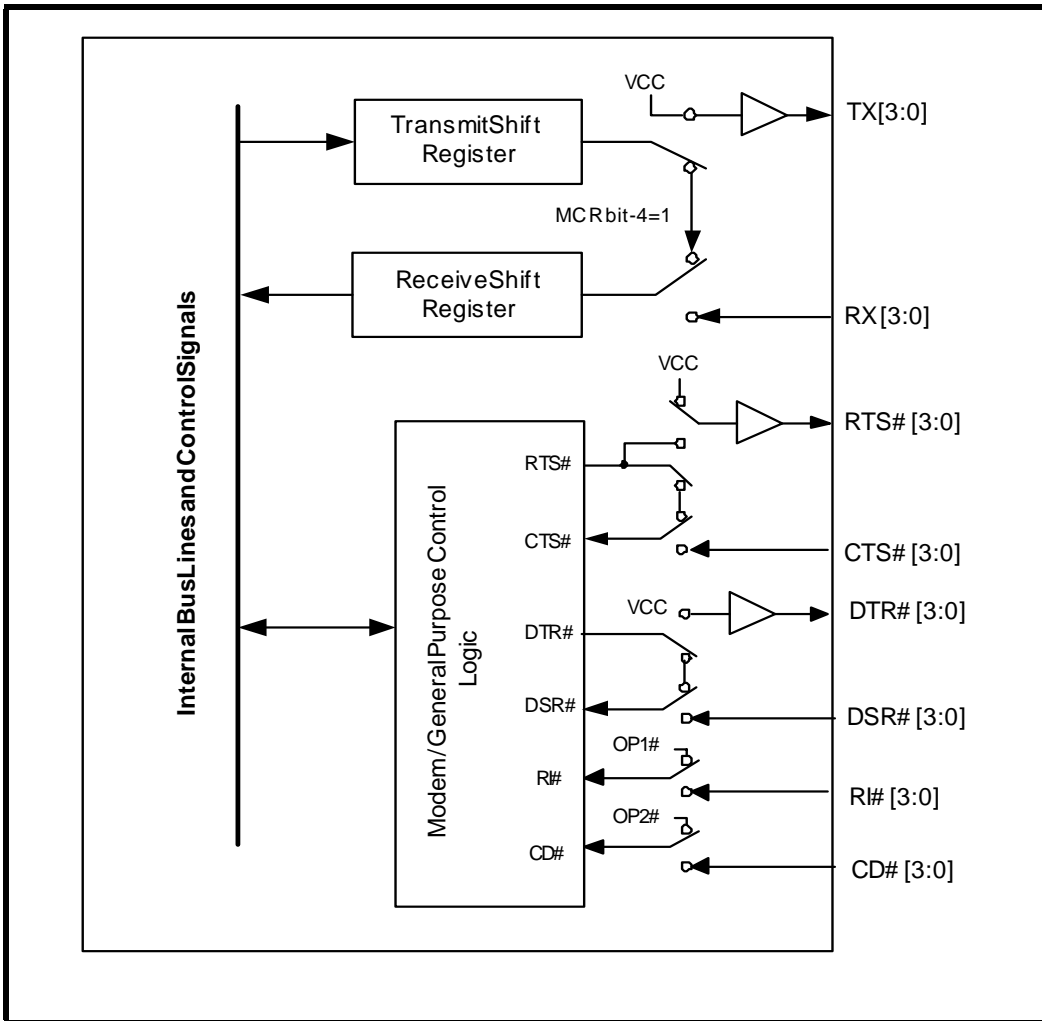 VCC
TX[3:0]
TransmitShift
Register
MCRbit-4=1
ReceiveShift
Register
RX[3:0]
InternalBusLinesandControlSignals
VCC
RTS# [3:0]
RTS#
CTS#
CTS# [3:0]
Modem/GeneralPurpose Control
Logic
VCC
DTR# [3:0]
DTR#
DSR#
DSR# [3:0]
OP1#
RI#
RI# [3:0]
OP2#
CD#
CD# [3:0]